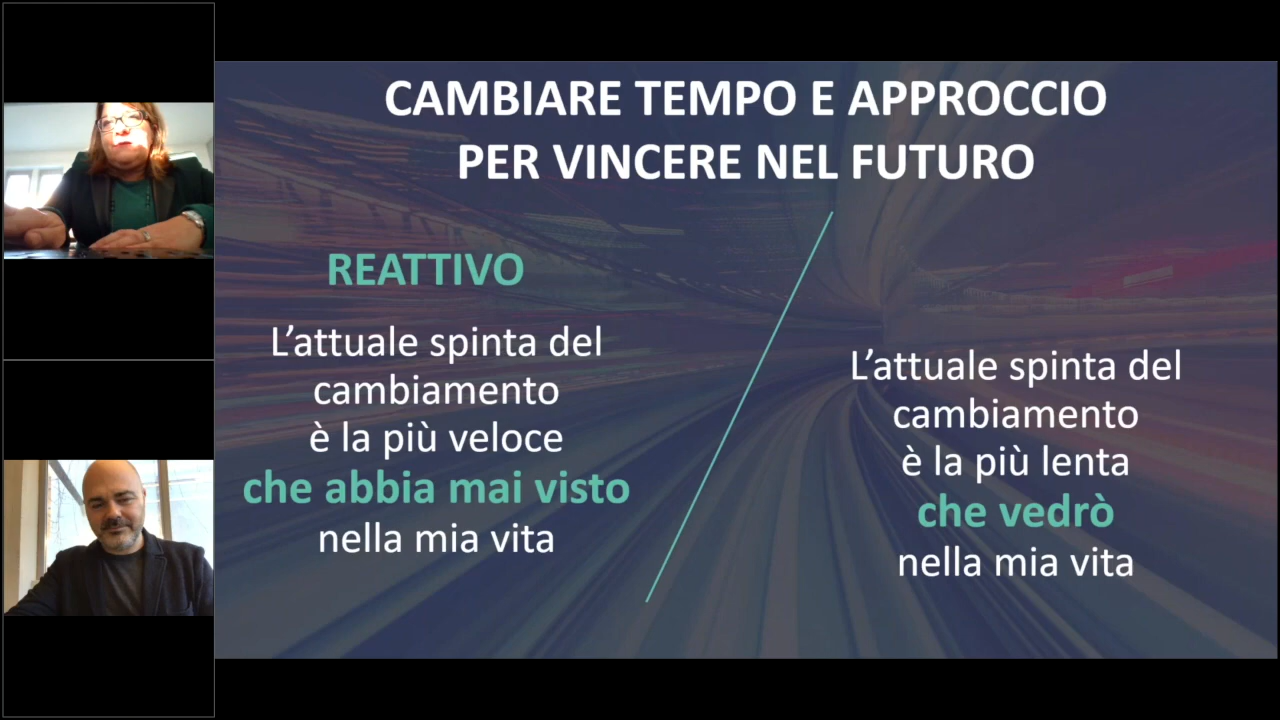 CAMBIARE TEMPO E APPROCCIO
PER VINCERE NEL FUTURO
REATTIVO
L’attuale spinta del
cambiamento
è la più veloce
che abbia mai visto
nella mia vita
L’attuale spinta del
cambiamento
è la più lenta
che vedrò
nella mia vita